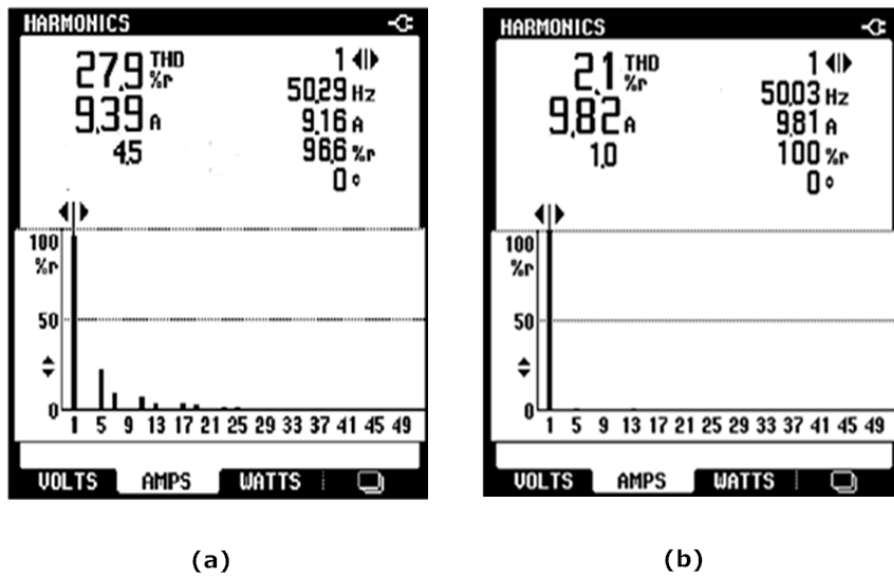 HARMONICS
27.9 THD %r
9.39 A
4.5
1
50.29 Hz
9.16 A
96.6 %r
0 °
100
%r
50
0
1 5 9 13 17 21 25 29 33 37 41 45 49
VOLTS AMPS WATTS
(a)
HARMONICS
2.1 THD %r
9.82 A
1.0
1
50.03 Hz
9.81 A
100 %r
0 °
100
%r
50
0
1 5 9 13 17 21 25 29 33 37 41 45 49
VOLTS AMPS WATTS
(b)